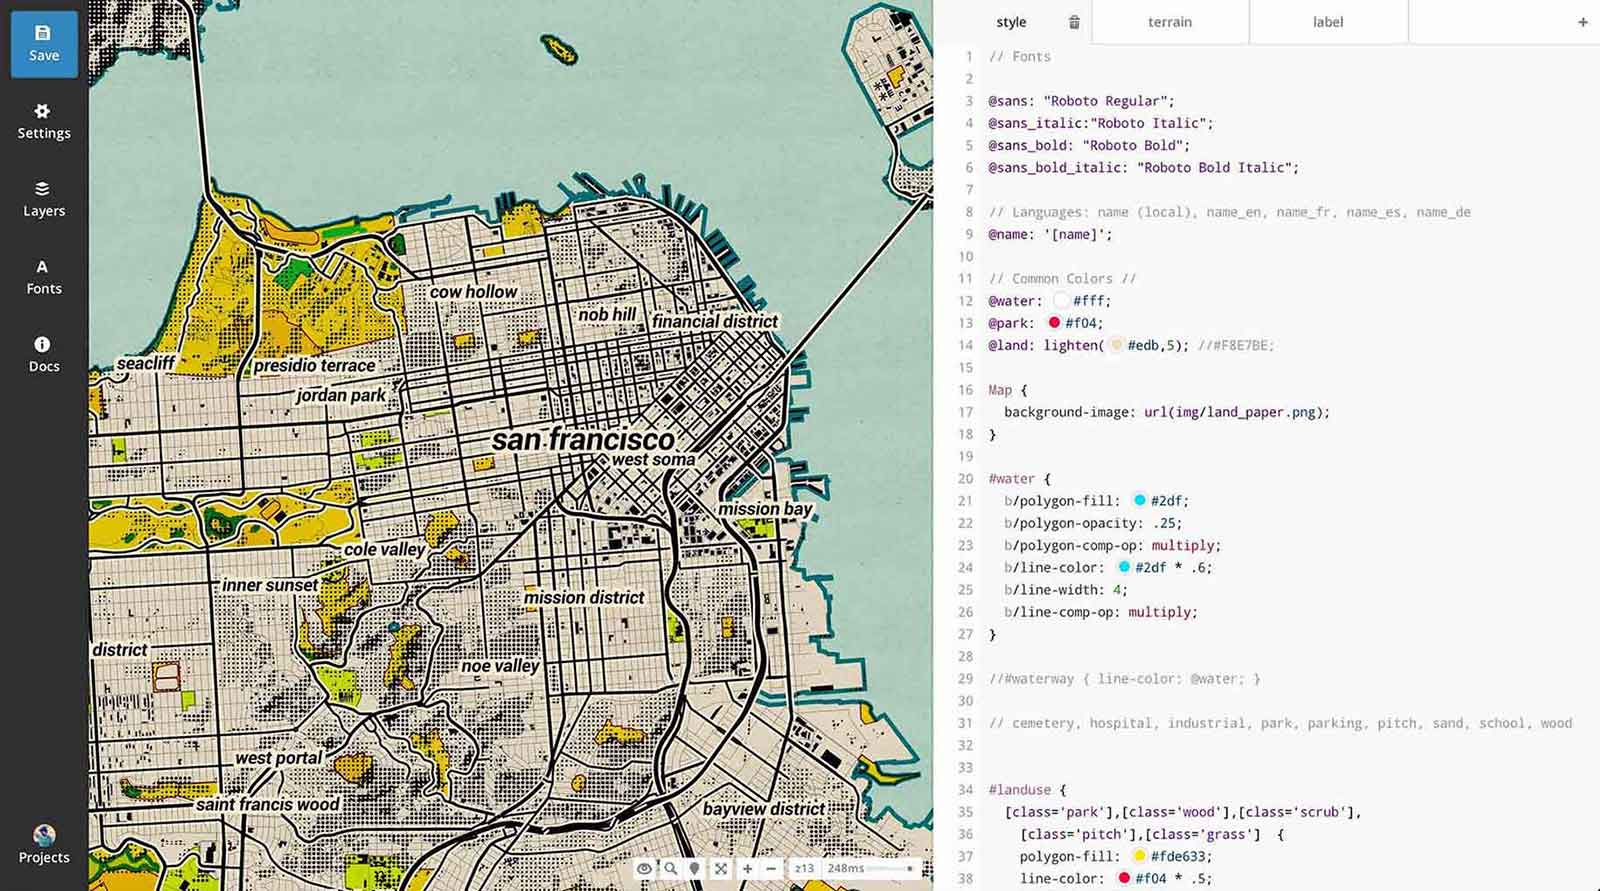 Save
Settings
Layers
A
Fonts
Docs
Projects
cow hollow
nob hill
financial district
seacliff
presidio terrace
jordan park
san francisco
west soma
mission bay
cole valley
inner sunset
mission district
district
noe valley
west portal
saint francis wood
bayview district
z13 248ms
style terrain label +
1 // Fonts
2
3 @sans: "Roboto Regular";
4 @sans_italic:"Roboto Italic";
5 @sans_bold: "Roboto Bold";
6 @sans_bold_italic: "Roboto Bold Italic";
7
8 // Languages: name (local), name_en, name_fr, name_es, name_de
9 @name: '[name]';
10
11 // Common Colors //
12 @water: #fff;
13 @park: #f04;
14 @land: lighten( #edb,5); //#F8E7BE;
15
16 Map {
17 background-image: url(img/land_paper.png);
18 }
19
20 #water {
21 b/polygon-fill: #2df;
22 b/polygon-opacity: .25;
23 b/polygon-comp-op: multiply;
24 b/line-color: #2df * .6;
25 b/line-width: 4;
26 b/line-comp-op: multiply;
27 }
28
29 //#waterway { line-color: @water; }
30
31 // cemetery, hospital, industrial, park, parking, pitch, sand, school, wood
32
33
34 #landuse {
35 [class='park'],[class='wood'],[class='scrub'],
36 [class='pitch'],[class='grass'] {
37 polygon-fill: #fde633;
38 line-color: #f04 * .5;